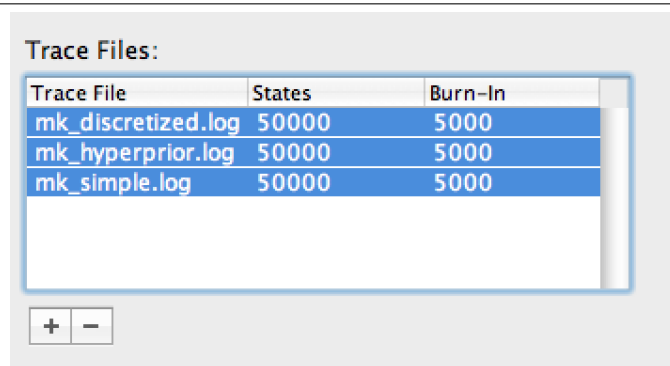 Trace Files:
Trace File States Burn-In
mk_discretized.log 50000 5000
mk_hyperprior.log 50000 5000
mk_simple.log 50000 5000
+ −